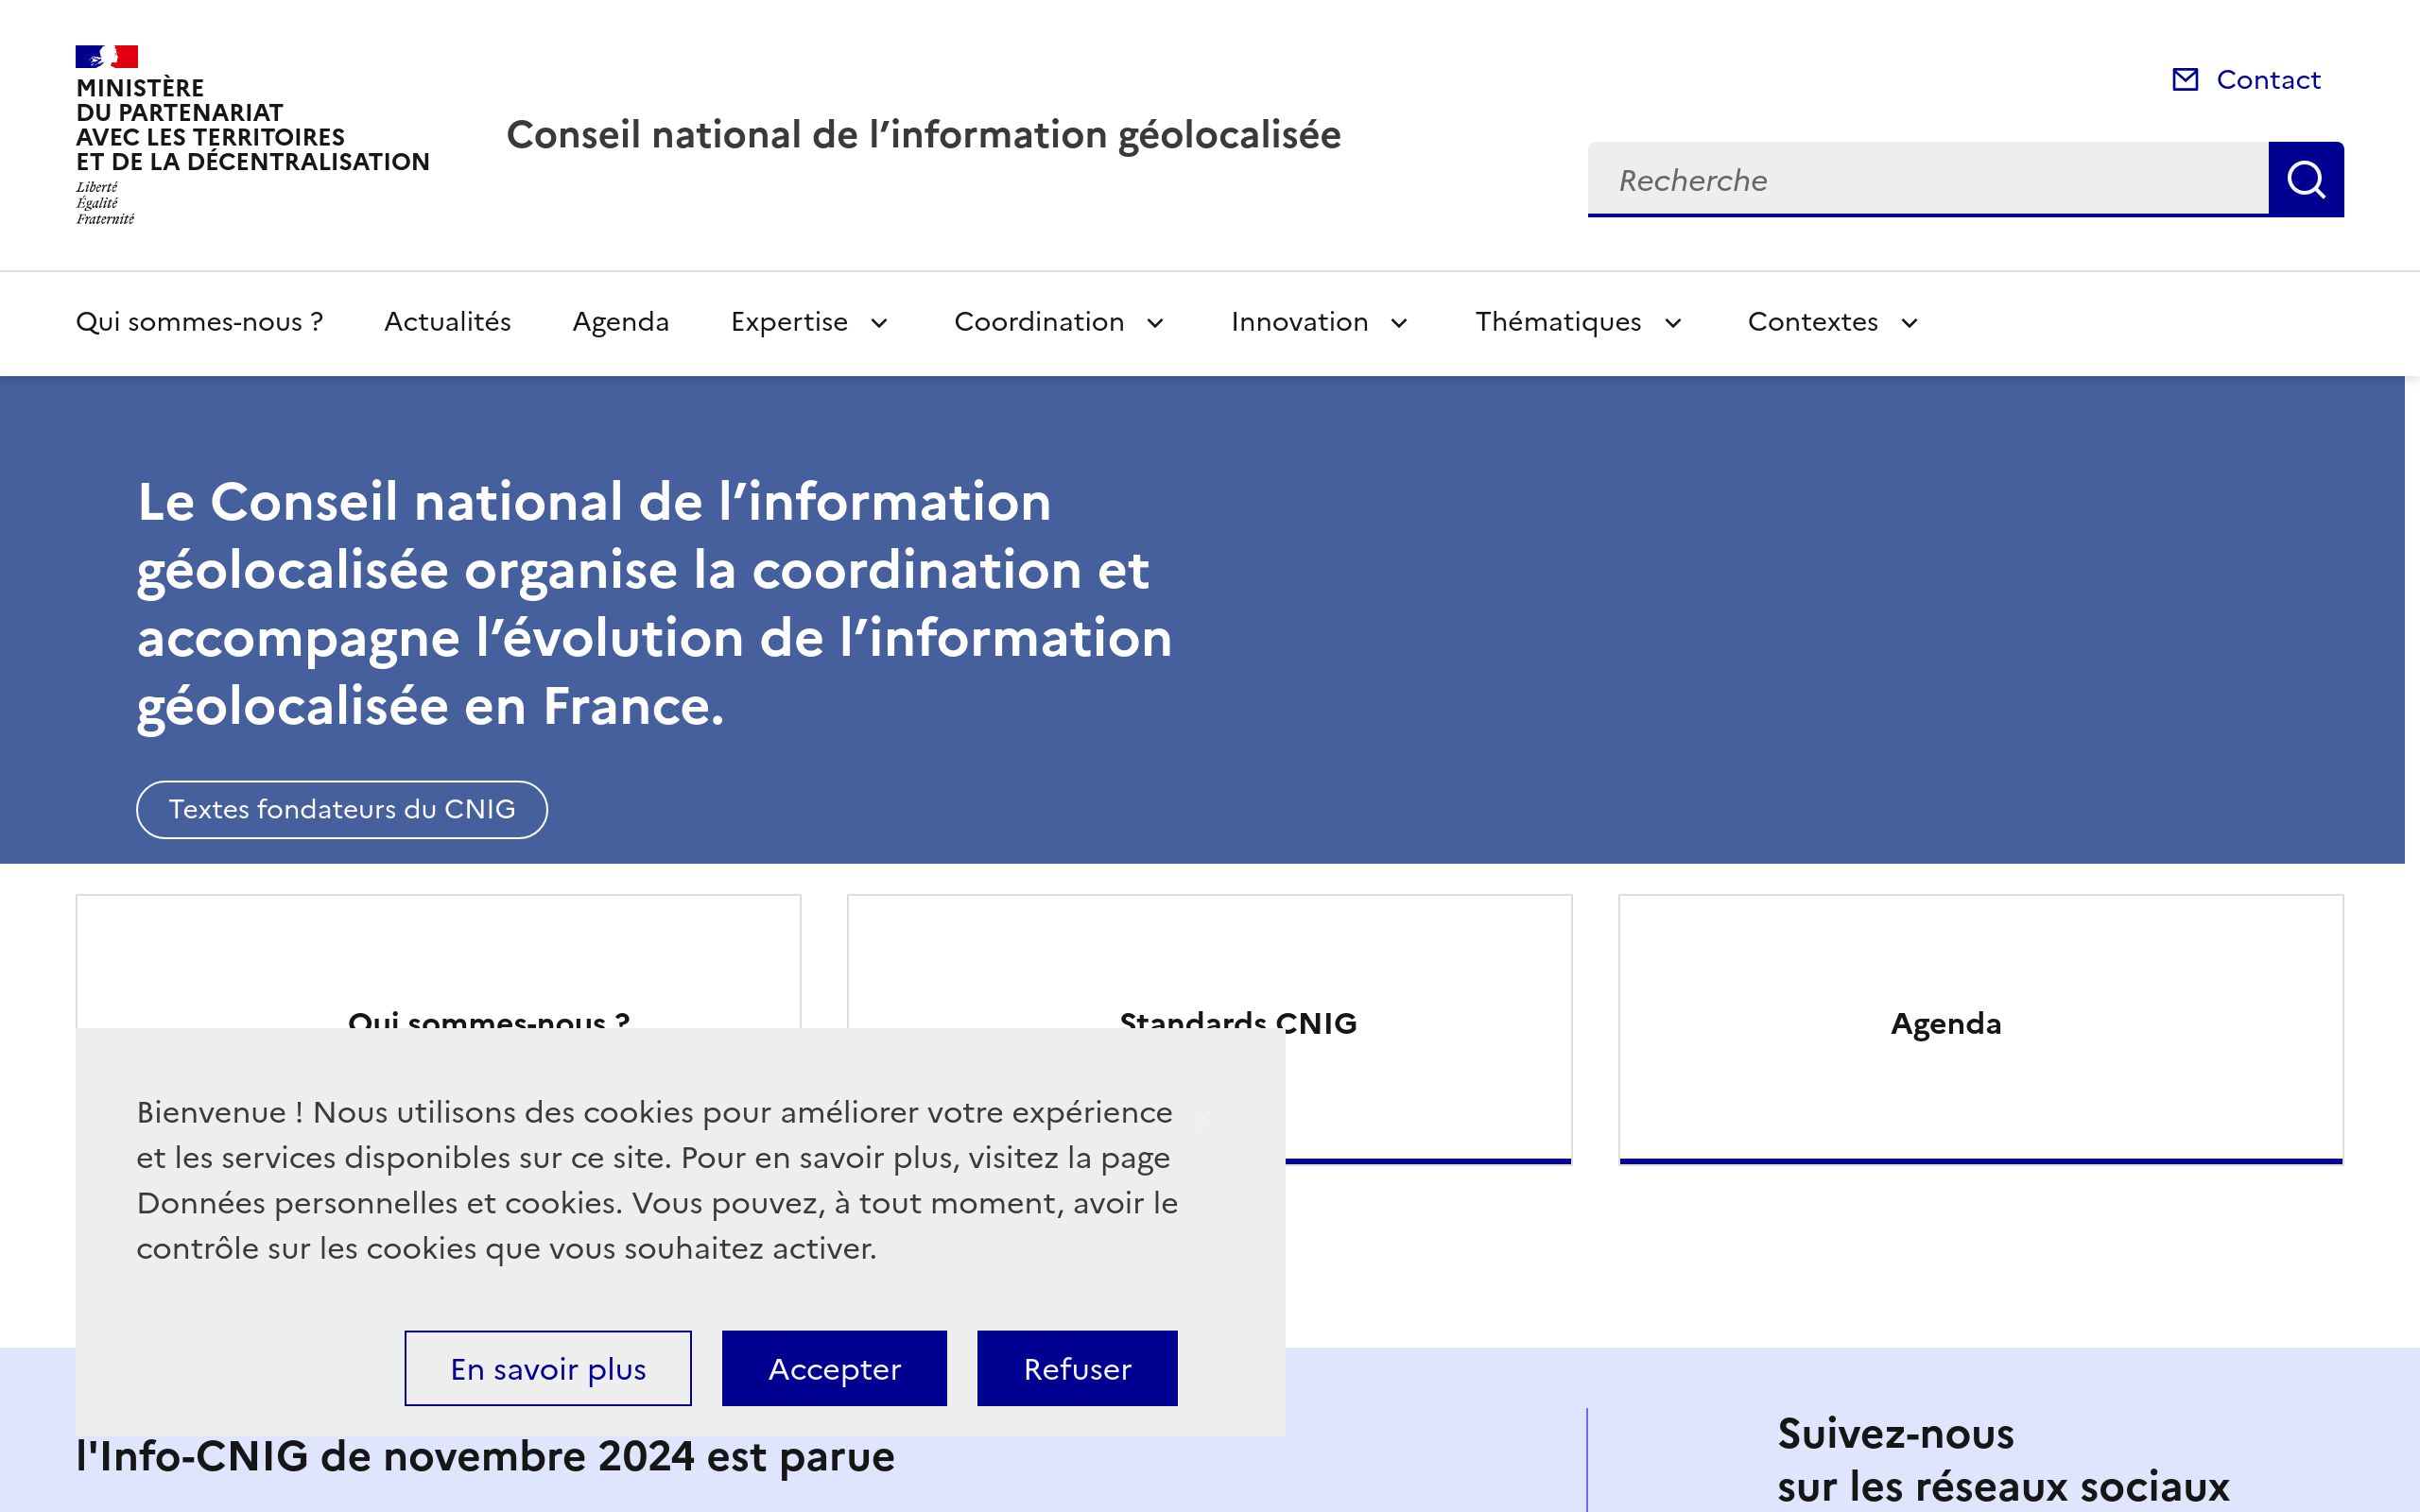 MINISTÈRE
DU PARTENARIAT
AVEC LES TERRITOIRES
ET DE LA DÉCENTRALISATION
Liberté
Égalité
Fraternité
Conseil national de l’information géolocalisée
Contact
Recherche
Qui sommes-nous ?
Actualités
Agenda
Expertise
Coordination
Innovation
Thématiques
Contextes
Le Conseil national de l’information
géolocalisée organise la coordination et
accompagne l’évolution de l’information
géolocalisée en France.
Textes fondateurs du CNIG
Qui sommes-nous ?
Standards CNIG
Agenda
Bienvenue ! Nous utilisons des cookies pour améliorer votre expérience
et les services disponibles sur ce site. Pour en savoir plus, visitez la page
Données personnelles et cookies. Vous pouvez, à tout moment, avoir le
contrôle sur les cookies que vous souhaitez activer.
En savoir plus
Accepter
Refuser
l'Info-CNIG de novembre 2024 est parue
Suivez-nous
sur les réseaux sociaux